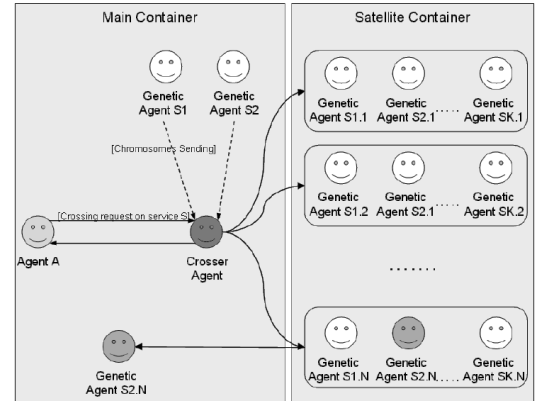 Main Container
Satellite Container
Genetic
Agent S1
Genetic
Agent S2
[Chromosomes Sending]
[Crossing request on service S]
Agent A
Crosser
Agent
Genetic
Agent S2.N
Genetic
Agent S1.1
Genetic
Agent S2.1
.....
Genetic
Agent SK.1
Genetic
Agent S1.2
Genetic
Agent S2.1
.....
Genetic
Agent SK.2
.......
Genetic
Agent S1.N
Genetic
Agent S2.N
.....
Genetic
Agent SK.N